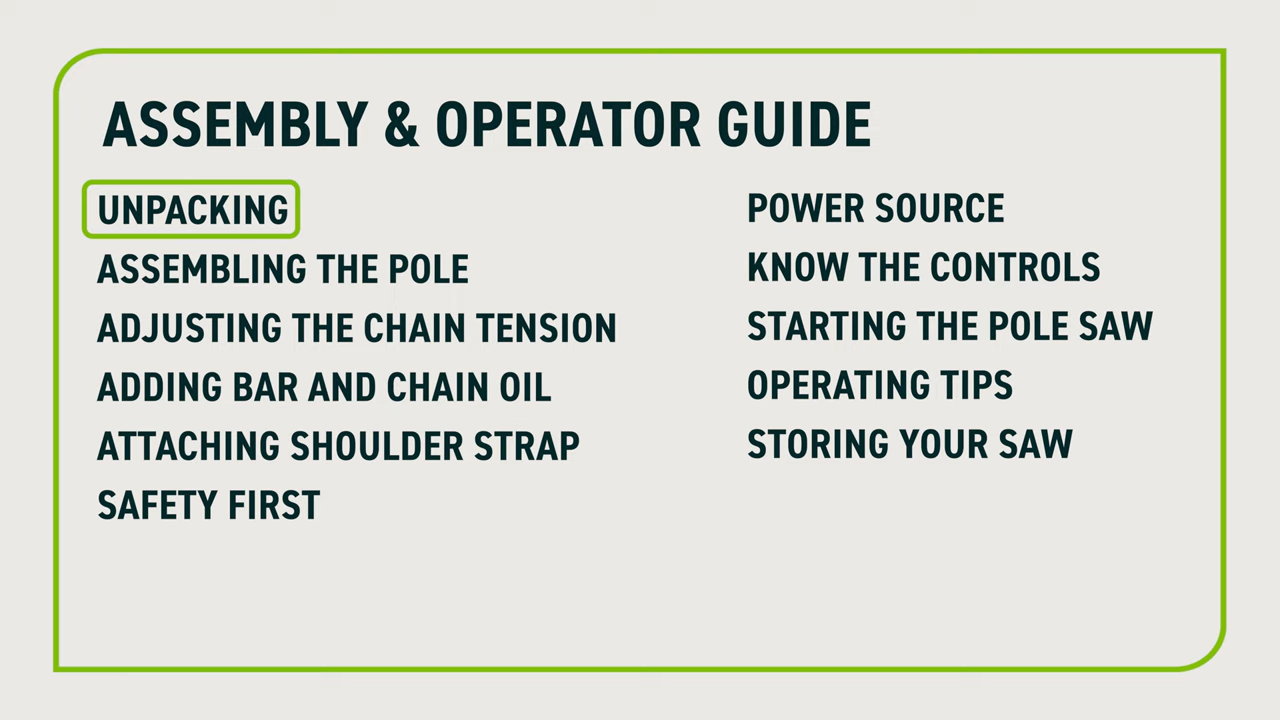 ASSEMBLY & OPERATOR GUIDE
UNPACKING
ASSEMBLING THE POLE
ADJUSTING THE CHAIN TENSION
ADDING BAR AND CHAIN OIL
ATTACHING SHOULDER STRAP
SAFETY FIRST
POWER SOURCE
KNOW THE CONTROLS
STARTING THE POLE SAW
OPERATING TIPS
STORING YOUR SAW